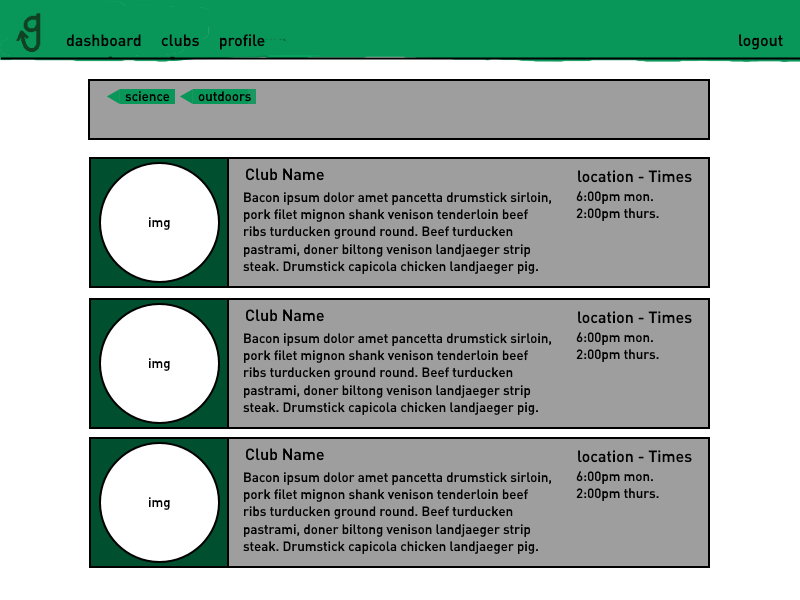 g
dashboard clubs profile logout
science outdoors
Club Name
Bacon ipsum dolor amet pancetta drumstick sirloin,
pork filet mignon shank venison tenderloin beef
ribs turducken ground round. Beef turducken
pastrami, doner biltong venison landjaeger strip
steak. Drumstick capicola chicken landjaeger pig.
location - Times
6:00pm mon.
2:00pm thurs.
img
Club Name
Bacon ipsum dolor amet pancetta drumstick sirloin,
pork filet mignon shank venison tenderloin beef
ribs turducken ground round. Beef turducken
pastrami, doner biltong venison landjaeger strip
steak. Drumstick capicola chicken landjaeger pig.
location - Times
6:00pm mon.
2:00pm thurs.
img
Club Name
Bacon ipsum dolor amet pancetta drumstick sirloin,
pork filet mignon shank venison tenderloin beef
ribs turducken ground round. Beef turducken
pastrami, doner biltong venison landjaeger strip
steak. Drumstick capicola chicken landjaeger pig.
location - Times
6:00pm mon.
2:00pm thurs.
img